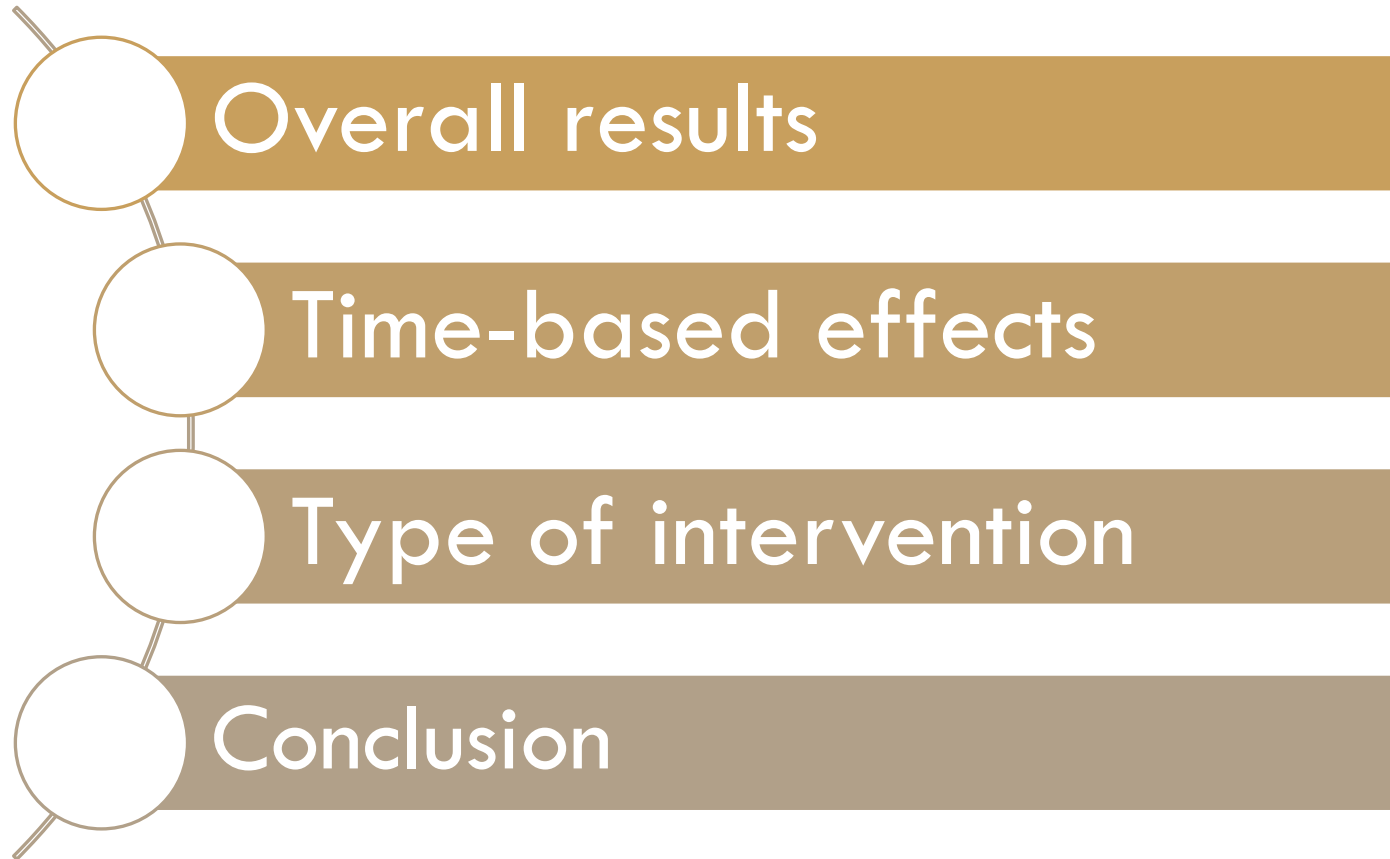 Overall results
Time-based effects
Type of intervention
Conclusion